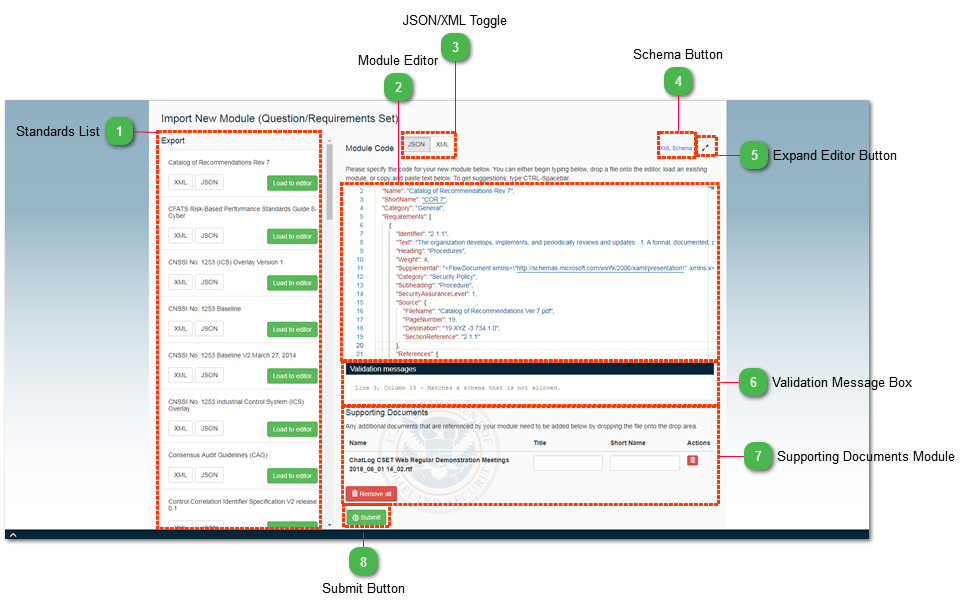 JSON/XML Toggle
3
Module Editor
2
Schema Button
4
Standards List
1
5
Expand Editor Button
Import New Module (Question/Requirements Set)
Export
Catalog of Recommendations Rev 7
XML JSON Load to editor
CFATS Risk-Based Performance Standards Guide 8-
Cyber
XML JSON Load to editor
CNSSI No. 1253 (ICS) Overlay Version 1
XML JSON Load to editor
CNSSI No. 1253 Baseline
XML JSON Load to editor
CNSSI No. 1253 Baseline V2 March 27, 2014
XML JSON Load to editor
CNSSI No. 1253 Industrial Control System (ICS)
Overlay
XML JSON Load to editor
Consensus Audit Guidelines (CAG)
XML JSON Load to editor
Control Correlation Identifier Specification V2 release
0.1
Module Code JSON XML XML Schema
Please specify the code for your new module below. You can either begin typing below, drop a file onto the editor, load an existing
module, or copy and paste text below. To get suggestions, type CTRL-Spacebar.
2 "Name": "Catalog of Recommendations Rev 7",
3 "ShortName": "COR 7",
4 "Category": "General",
5 "Requirements": [
6 {
7 "Identifier": "2.1.1",
8 "Text": "The organization develops, implements, and periodically reviews and updates: 1. A formal, documented, c
9 "Heading": "Procedures",
10 "Weight": 4,
11 "Supplemental": "<FlowDocument xmlns=\"http://schemas.microsoft.com/winfx/2006/xaml/presentation\" xmlns:x=
12 "Category": "Security Policy",
13 "Subheading": "Procedure",
14 "SecurityAssuranceLevel": 1,
15 "Source": {
16 "FileName": "Catalog of Recommendations Ver 7.pdf",
17 "PageNumber": 19,
18 "Destination": "19 XYZ -3 734 1.0",
19 "SectionReference": "2.1.1"
20 },
21 "References": [
Validation messages
Line 3, Column 15 - Matches a schema that is not allowed.
6
Validation Message Box
Supporting Documents
Any additional documents that are referenced by your module need to be added below by dropping the file onto the drop area.
Name Title Short Name Actions
ChatLog CSET Web Regular Demonstration Meetings
2018_06_01 14_02.rtf
Remove all
7
Supporting Documents Module
Submit
8
Submit Button